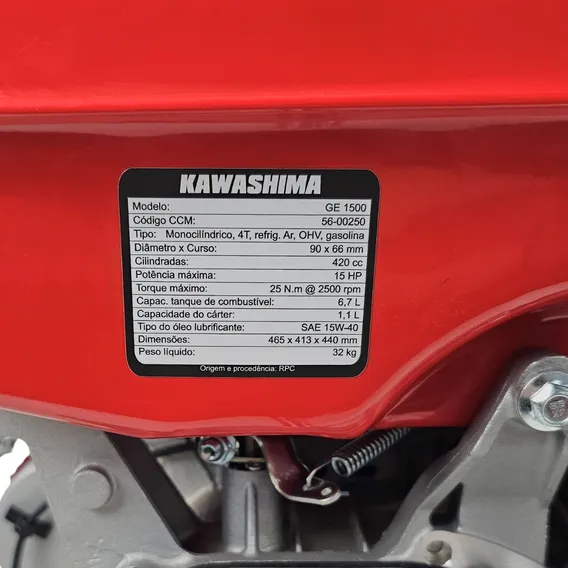 KAWASHIMA
Modelo: GE 1500
Código CCM: 56-00250
Tipo: Monocilíndrico, 4T, refrig. Ar, OHV, gasolina
Diâmetro x Curso: 90 x 66 mm
Cilindradas: 420 cc
Potência máxima: 15 HP
Torque máximo: 25 N.m @ 2500 rpm
Capac. tanque de combustível: 6,7 L
Capacidade do cárter: 1,1 L
Tipo do óleo lubrificante: SAE 15W-40
Dimensões: 465 x 413 x 440 mm
Peso líquido: 32 kg
Origem e procedência: RPC